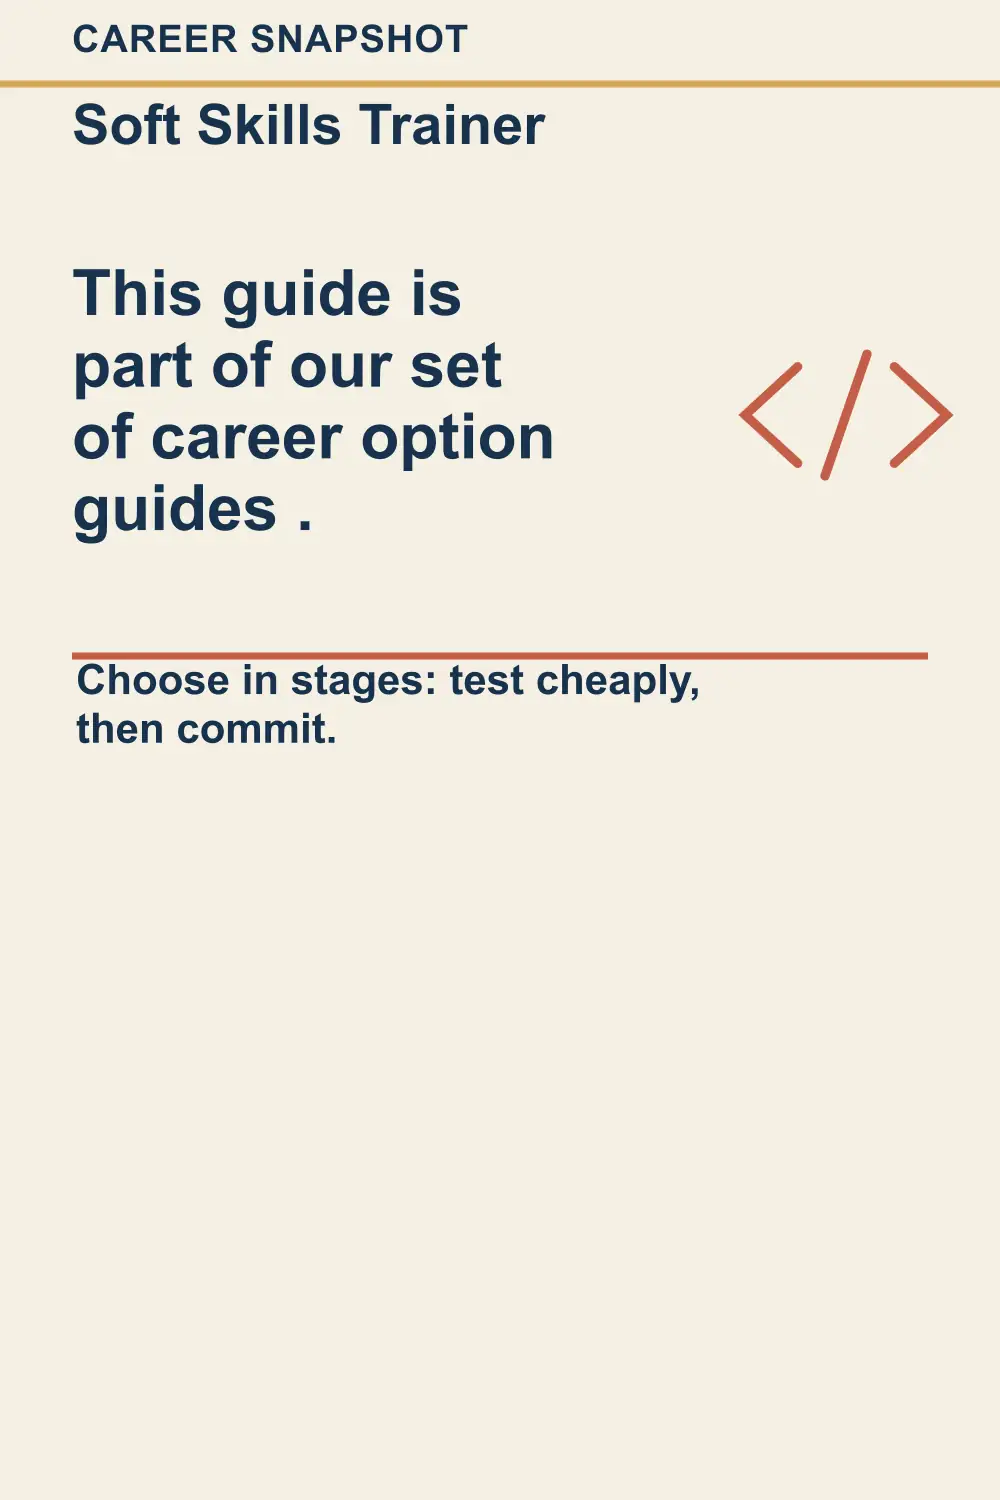 CAREER SNAPSHOT
Soft Skills Trainer
This guide is
part of our set
of career option
guides .
Choose in stages: test cheaply,
then commit.